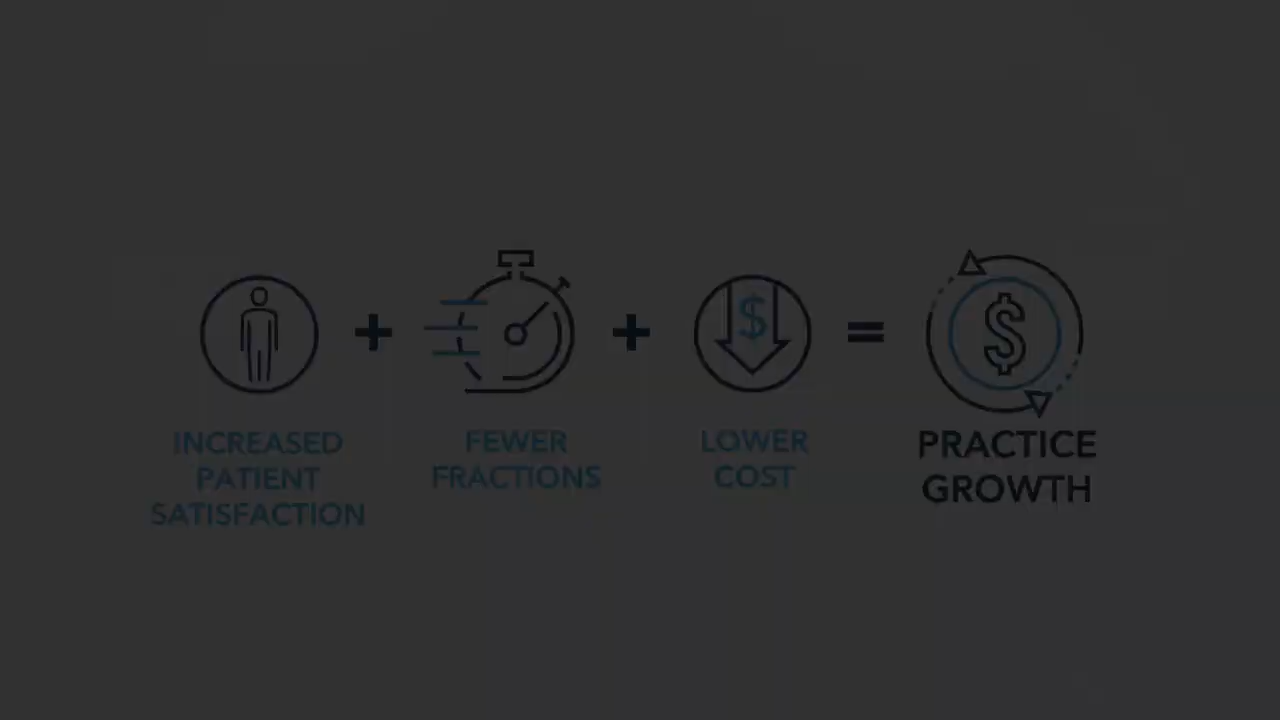 INCREASED
PATIENT
SATISFACTION
+
FEWER
FRACTIONS
+
$
LOWER
COST
=
$
PRACTICE
GROWTH